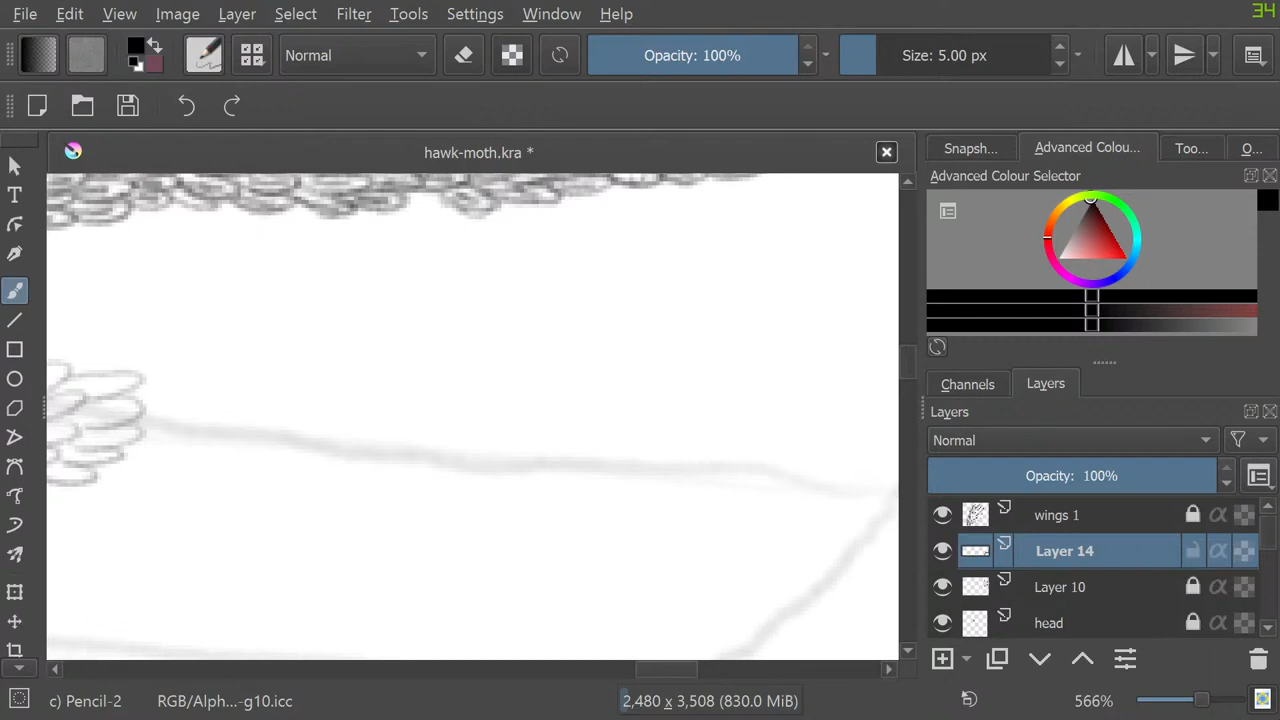 File Edit View Image Layer Select Filter Tools Settings Window Help
34
Normal
Opacity: 100%
Size: 5.00 px
hawk-moth.kra *
Snapsh...
Advanced Colou...
Too...
O...
Advanced Colour Selector
Channels
Layers
Layers
Normal
Opacity: 100%
wings 1
Layer 14
Layer 10
head
c) Pencil-2
RGB/Alph...-g10.icc
2,480 x 3,508 (830.0 MiB)
566%